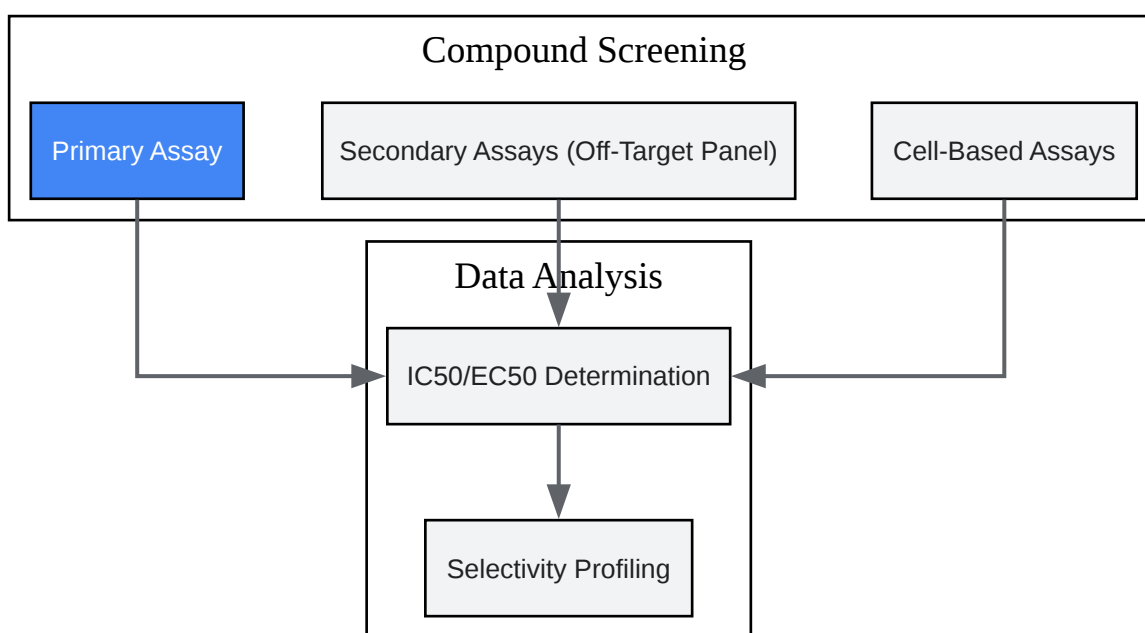 Compound Screening
Primary Assay
Secondary Assays (Off-Target Panel)
Cell-Based Assays
Data Analysis
IC50/EC50 Determination
Selectivity Profiling